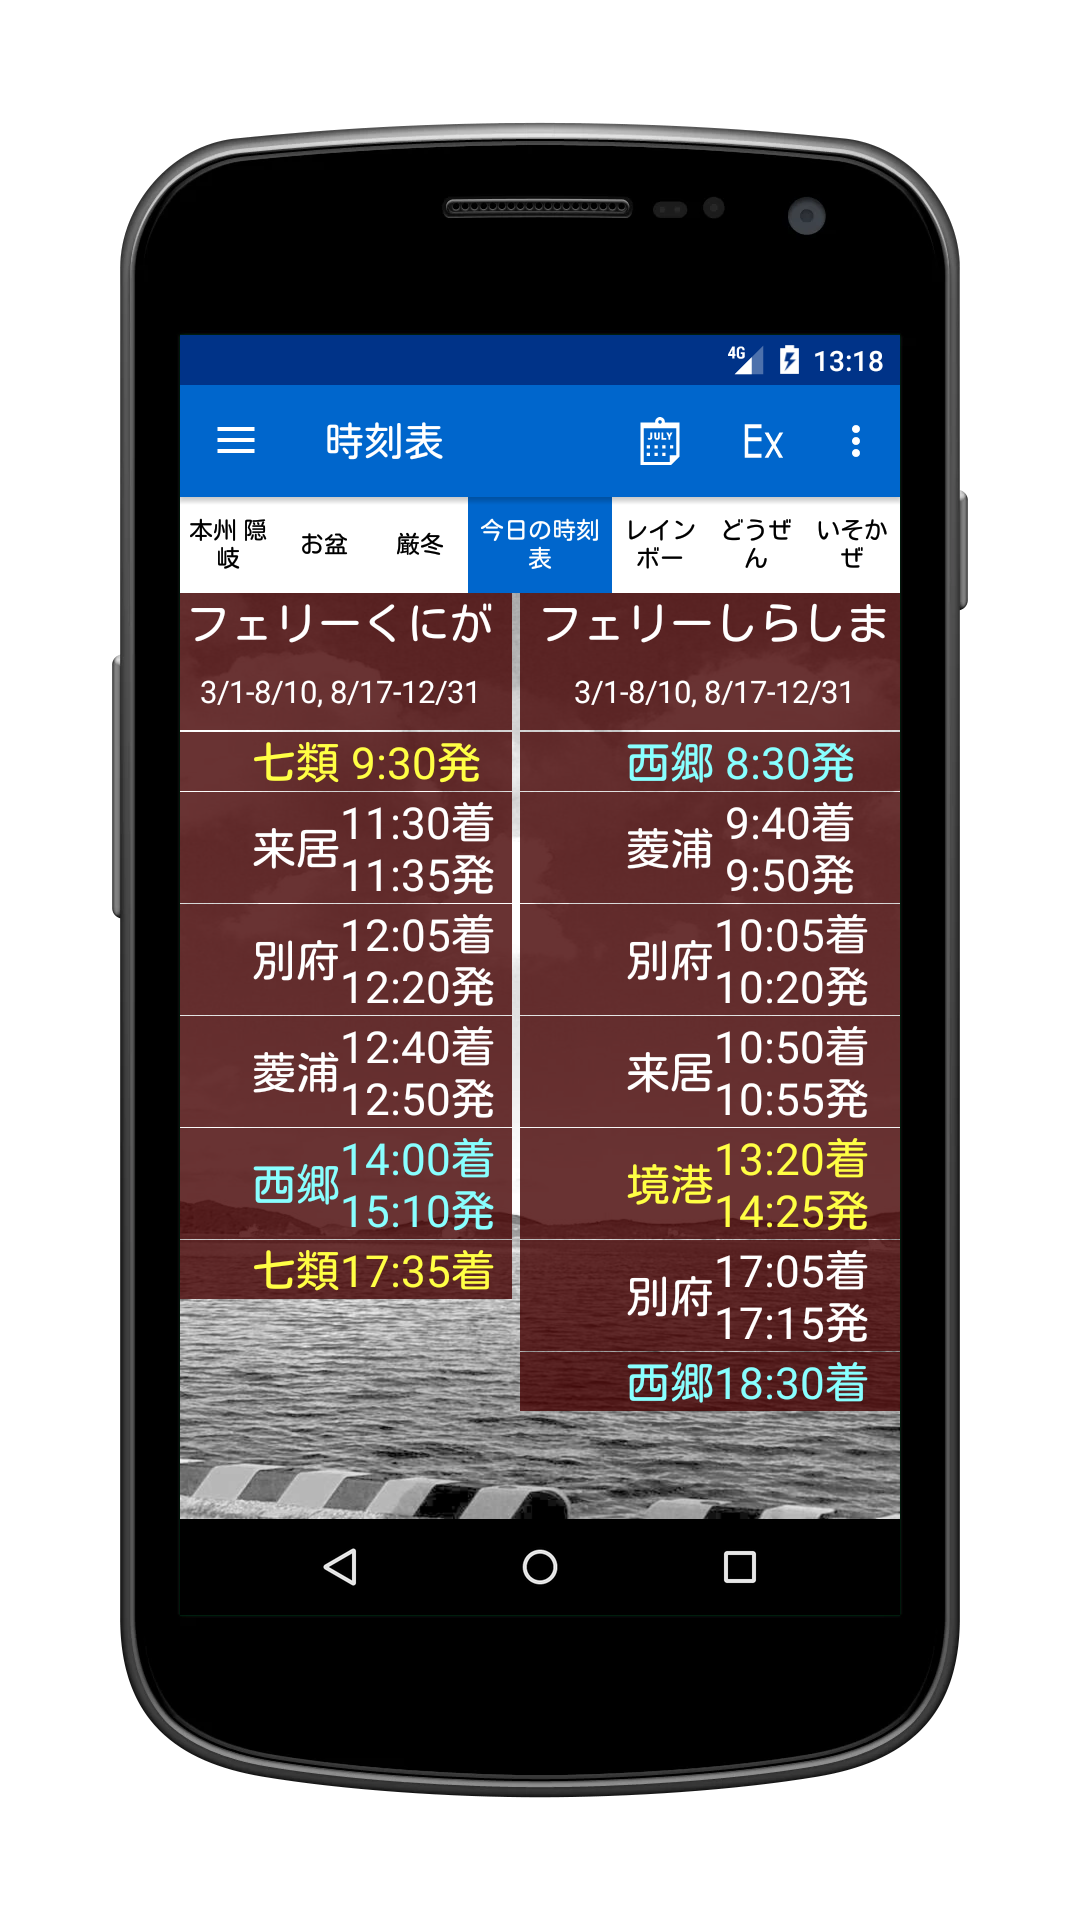 4G 13:18
時刻表 JULY Ex
本州 隠
岐
お盆
厳冬
今日の時刻
表
レイン
ボー
どうぜ
ん
いそか
ぜ
フェリーくにが
3/1-8/10, 8/17-12/31
七類 9:30発
来居 11:30着
11:35発
別府 12:05着
12:20発
菱浦 12:40着
12:50発
西郷 14:00着
15:10発
七類17:35着
フェリーしらしま
3/1-8/10, 8/17-12/31
西郷 8:30発
菱浦 9:40着
9:50発
別府 10:05着
10:20発
来居 10:50着
10:55発
境港 13:20着
14:25発
別府 17:05着
17:15発
西郷18:30着